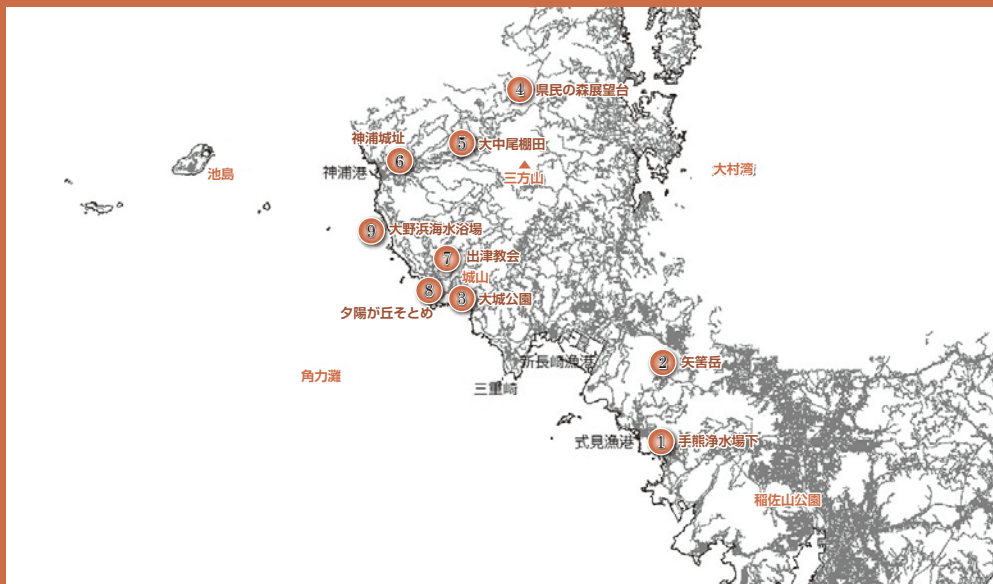 4 県民の森展望台
神浦城址
5 大中尾棚田
6
神浦港
池島
三方山
大村湾
9 大野浜海水浴場
7 出津教会
城山
8
3 大城公園
夕陽が丘そとめ
新長崎漁港
2 矢筈岳
角力灘
三重崎
式見漁港
1 手熊浄水場下
稲佐山公園